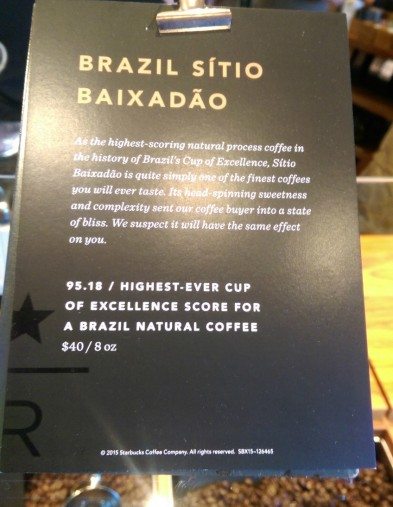 BRAZIL SÍTIO
BAIXADÃO
As the highest-scoring natural process coffee in
the history of Brazil's Cup of Excellence, Sítio
Baixadão is quite simply one of the finest coffees
you will ever taste. Its head-spinning sweetness
and complexity sent our coffee buyer into a state
of bliss. We suspect it will have the same effect
on you.
95.18 / HIGHEST-EVER CUP
OF EXCELLENCE SCORE FOR
A BRAZIL NATURAL COFFEE
$40 / 8 oz
R
© 2015 Starbucks Coffee Company. All rights reserved. SBX15-126465